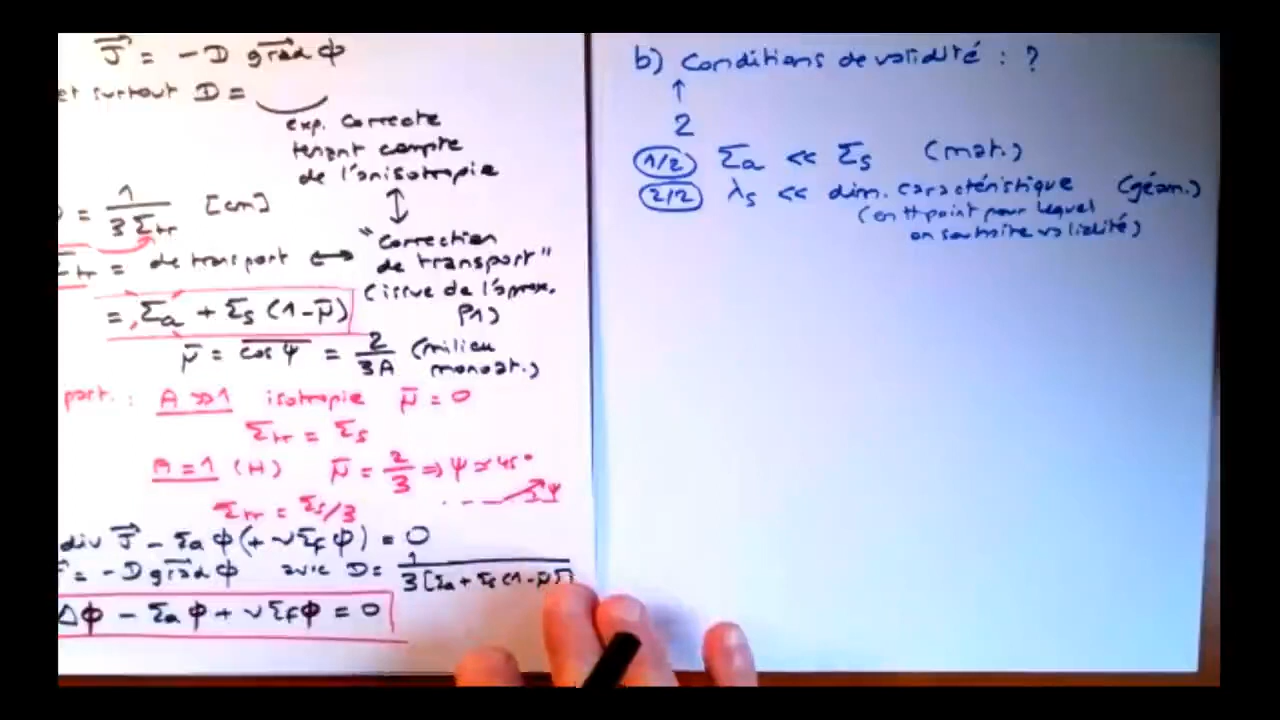 J⃗ = -D grad⃗ ϕ
et surtout D =
exp. correcte
tenant compte
de l'anisotropie
= 1/(3 Σtr) [cm]
Σtr = de transport ↔ "correction
de transport"
(issue de l'approx.
P1)
= Σa + Σs (1-μ̄)
μ̄ = cos ψ = 2/3A (milieu
monoat.)
part. : A >> 1 isotropie μ̄ = 0
Σtr = Σs
A = 1 (H) μ̄ = 2/3 ⇒ ψ ≃ 45°
ψ
Σtr = Σs/3
div J⃗ - Σa ϕ (+ νΣf ϕ) = 0
= -D grad⃗ ϕ avec D = 1/(3[Σa + Σs(1-μ̄)])
Δϕ - Σa ϕ + νΣf ϕ = 0
b) Conditions de validité : ?
↑
2
1/2 Σa << Σs (mat.)
2/2 λs << dim. caractéristique (géom.)
(en tt point pour lequel
on souhaite validité)